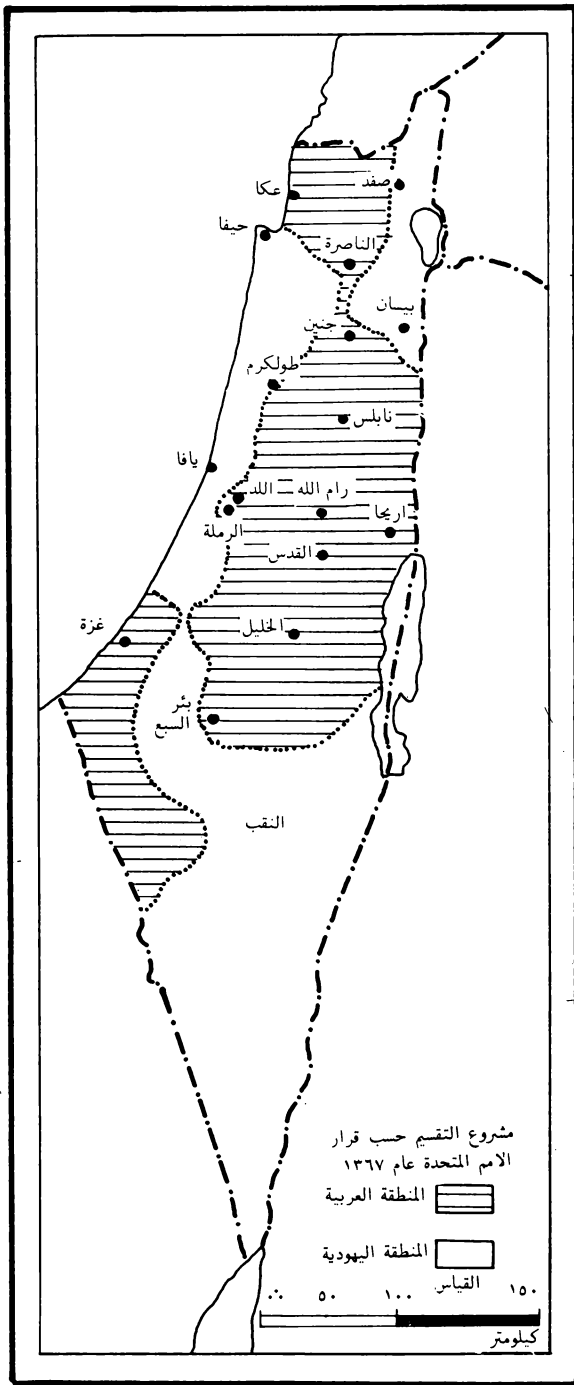 صفد
عكا
حيفا
الناصرة
بيسان
جنين
طولكرم
نابلس
يافا
اللد
رام الله
اريحا
الرملة
القدس
الخليل
غزة
بئر
السبع
النقب
مشروع التقسيم حسب قرار
الامم المتحدة عام ١٣٦٧
المنطقة العربية
المنطقة اليهودية
القياس
٥٠ ١٠٠ ١٥٠
كيلومتر